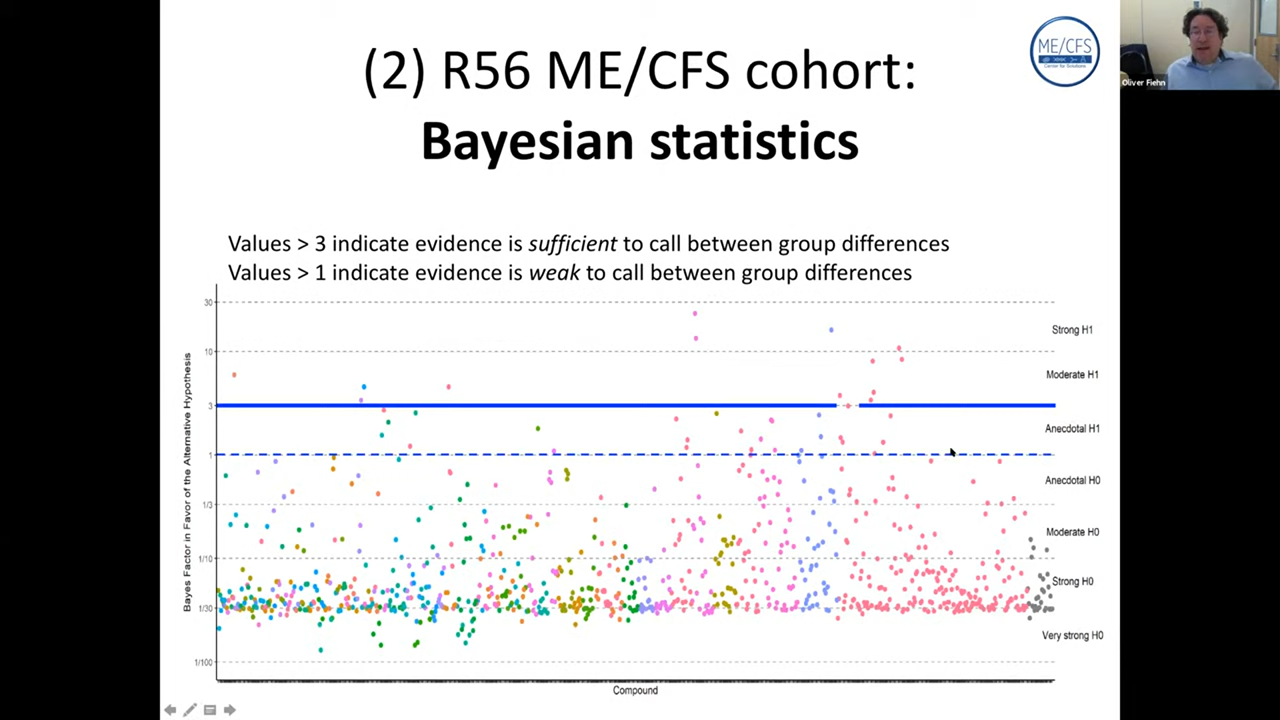 (2) R56 ME/CFS cohort:
Bayesian statistics
ME/CFS
Center for Solutions
Oliver Fiehn
Values > 3 indicate evidence is sufficient to call between group differences
Values > 1 indicate evidence is weak to call between group differences
Bayes Factor in Favor of the Alternative Hypothesis
30
10
3
1
1/3
1/10
1/30
1/100
Strong H1
Moderate H1
Anecdotal H1
Anecdotal H0
Moderate H0
Strong H0
Very strong H0
Compound